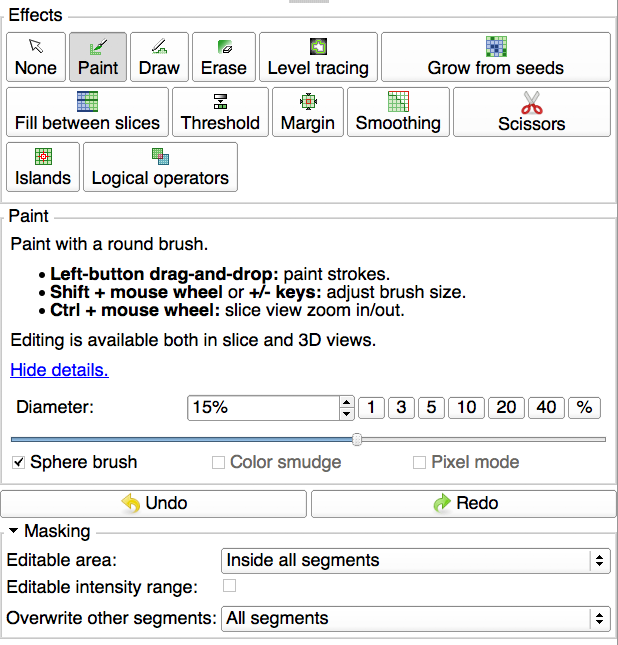 Effects
None Paint Draw Erase Level tracing Grow from seeds
Fill between slices Threshold Margin Smoothing Scissors
Islands Logical operators
Paint
Paint with a round brush.
• Left-button drag-and-drop: paint strokes.
• Shift + mouse wheel or +/- keys: adjust brush size.
• Ctrl + mouse wheel: slice view zoom in/out.
Editing is available both in slice and 3D views.
Hide details.
Diameter: 15% 1 3 5 10 20 40 %
Sphere brush Color smudge Pixel mode
Undo Redo
Masking
Editable area: Inside all segments
Editable intensity range:
Overwrite other segments: All segments